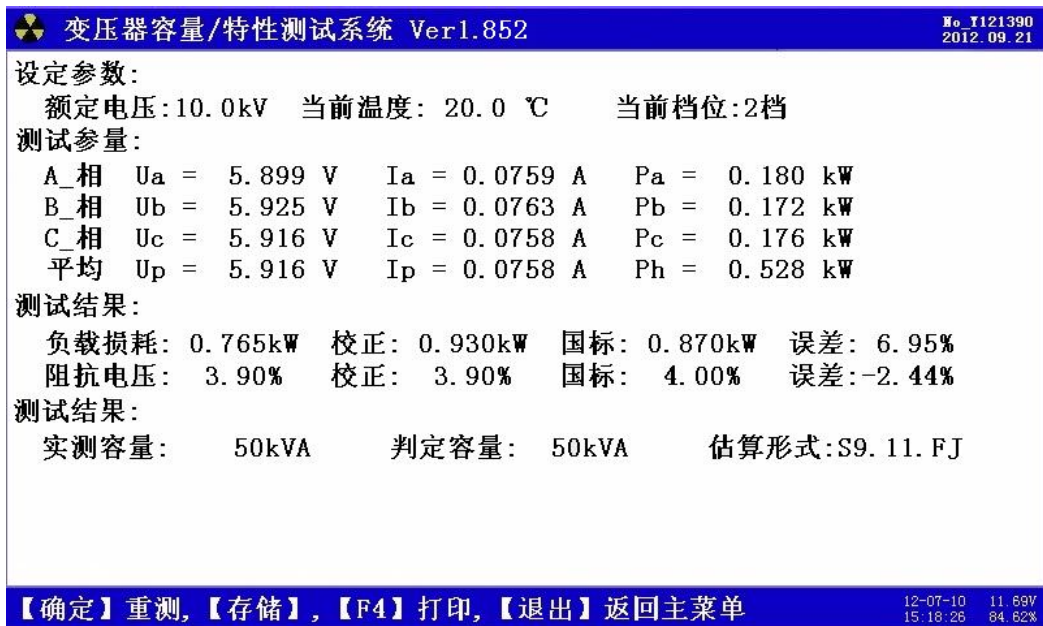 变压器容量/特性测试系统 Ver1.852 No_T121390
2012.09.21
设定参数:
额定电压:10.0kV 当前温度: 20.0 ℃ 当前档位:2档
测试参量:
A_相 Ua = 5.899 V Ia = 0.0759 A Pa = 0.180 kW
B_相 Ub = 5.925 V Ib = 0.0763 A Pb = 0.172 kW
C_相 Uc = 5.916 V Ic = 0.0758 A Pc = 0.176 kW
平均 Up = 5.916 V Ip = 0.0758 A Ph = 0.528 kW
测试结果:
负载损耗: 0.765kW 校正: 0.930kW 国标: 0.870kW 误差: 6.95%
阻抗电压: 3.90% 校正: 3.90% 国标: 4.00% 误差:-2.44%
测试结果:
实测容量: 50kVA 判定容量: 50kVA 估算形式:S9.11.FJ
【确定】重测,【存储】,【F4】打印,【退出】返回主菜单 12-07-10 11.69V
15:18:26 84.62%